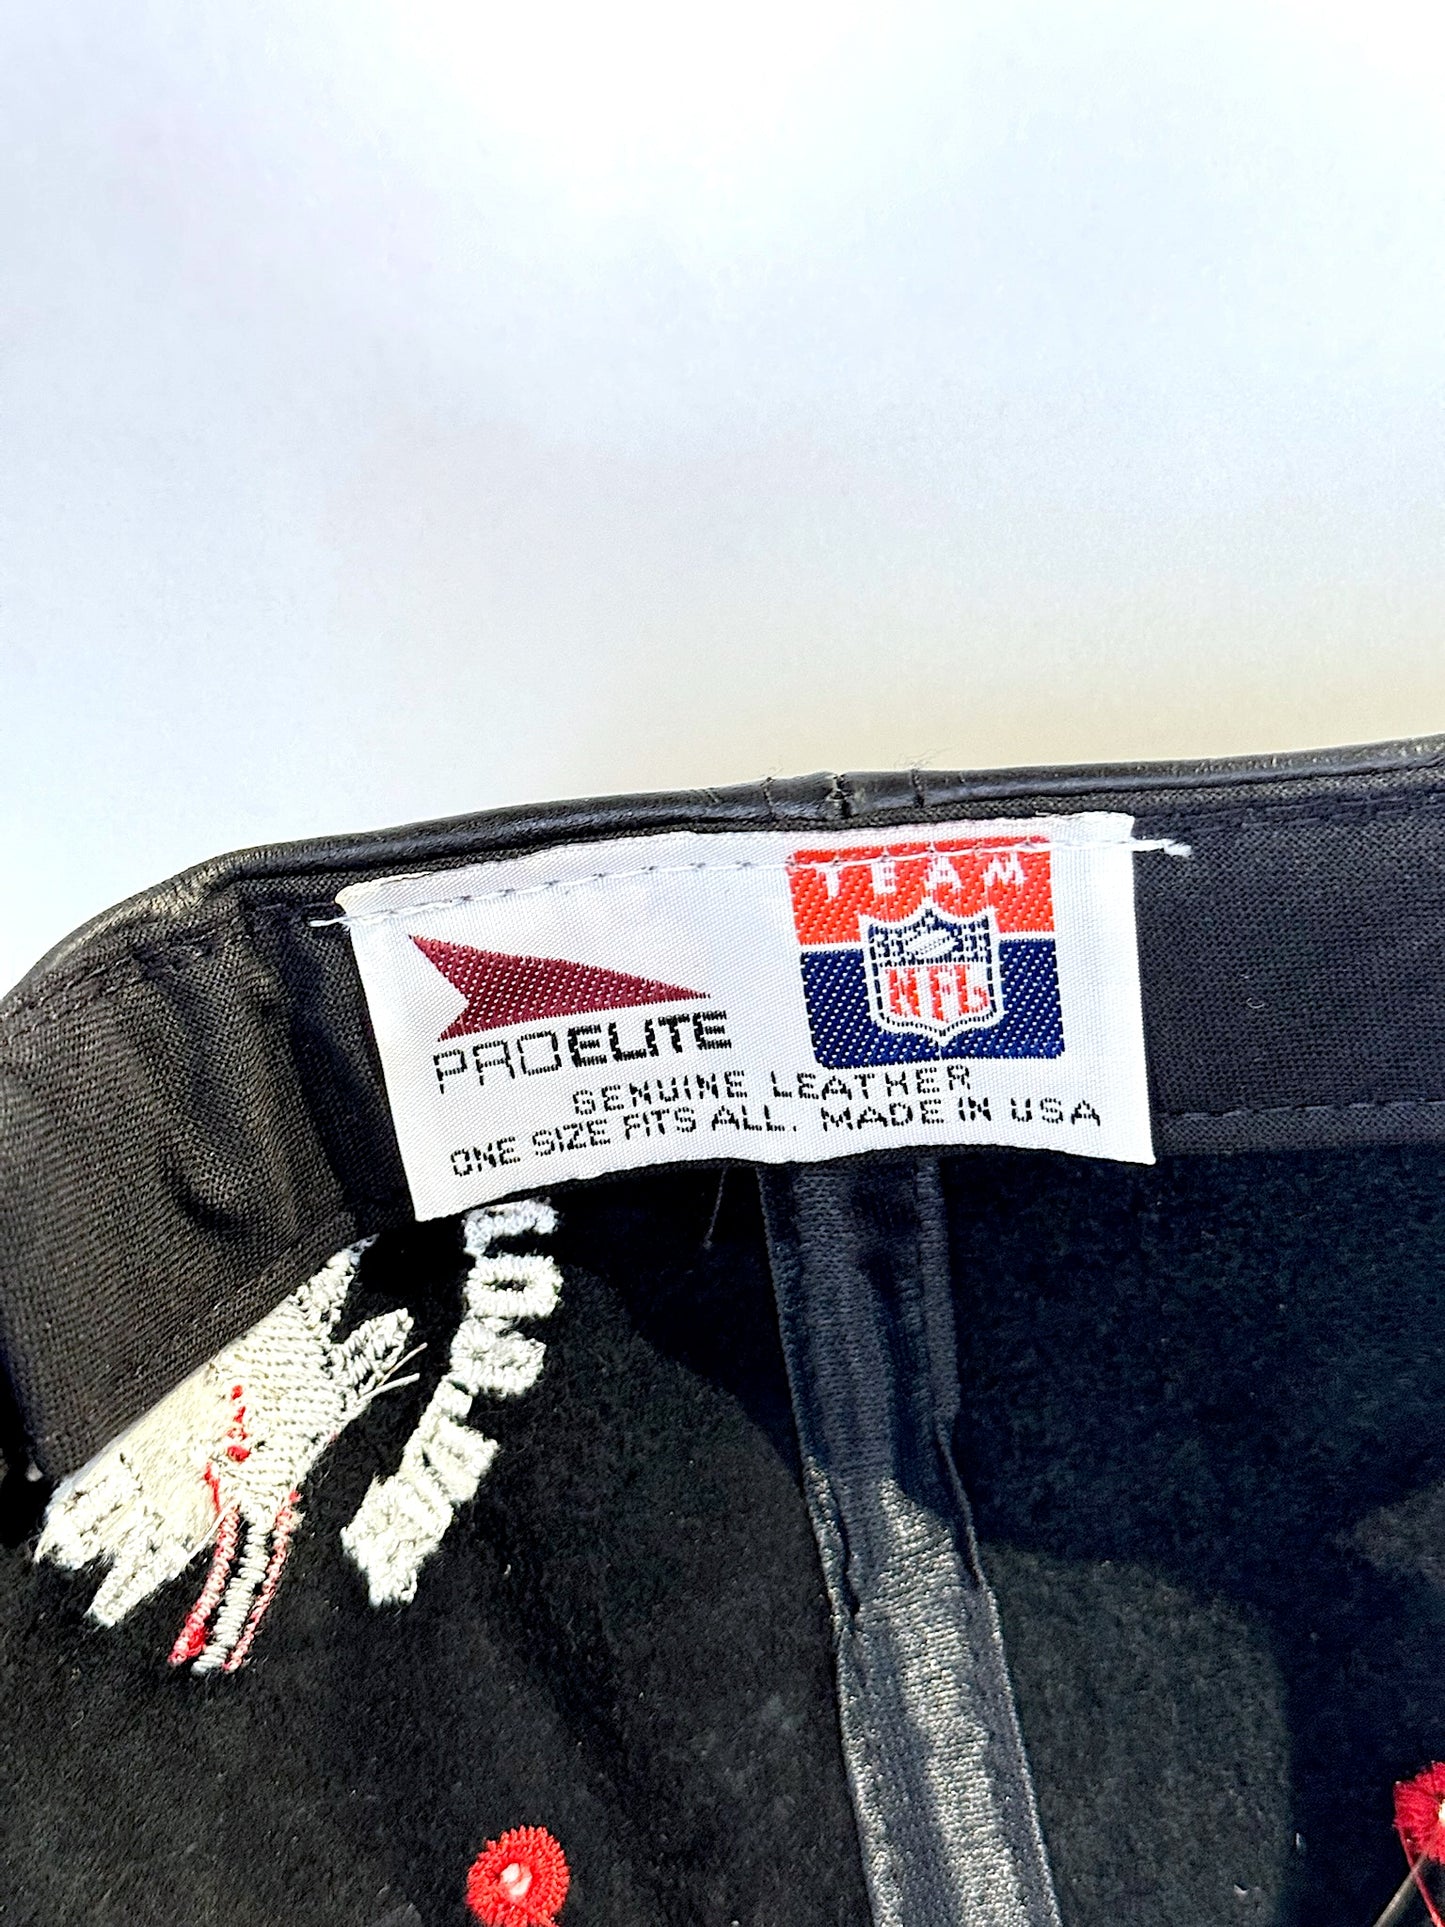 TEAM
NFL
PROELITE
GENUINE LEATHER
ONE SIZE FITS ALL. MADE IN USA